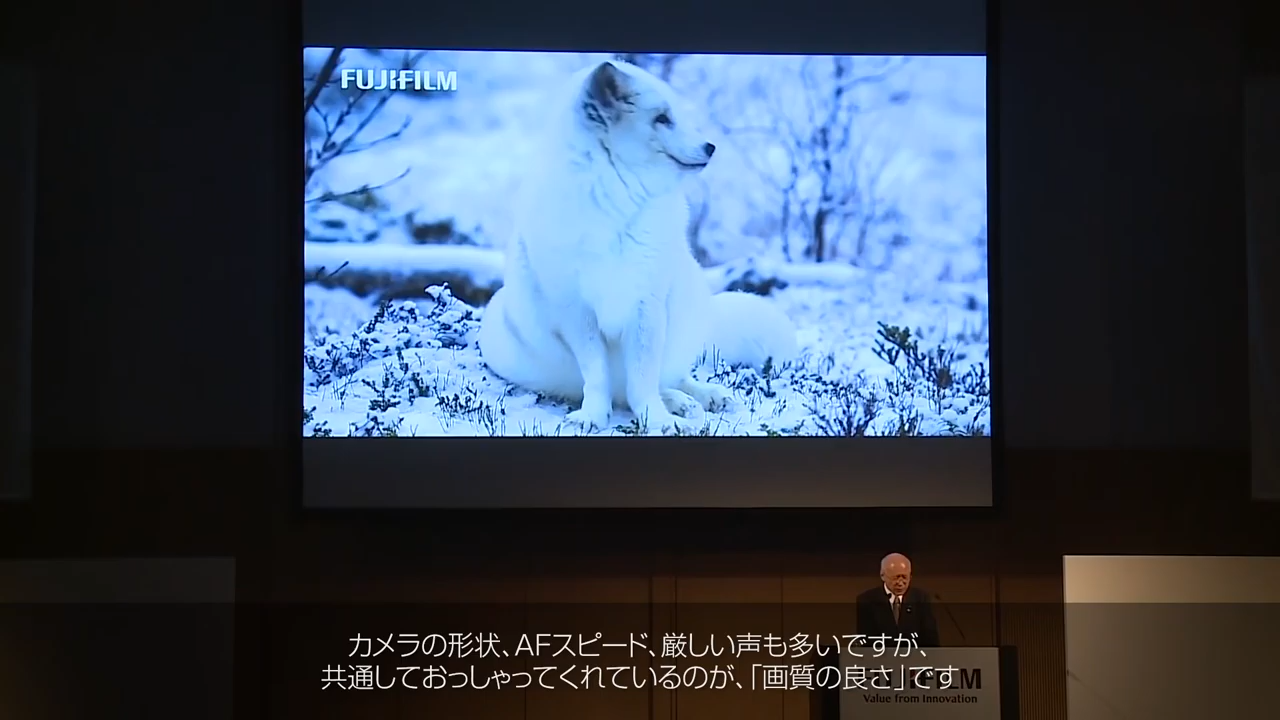 FUJIFILM
カメラの形状、AFスピード、厳しい声も多いですが、
共通しておっしゃってくれているのが、「画質の良さ」です
FUJIFILM
Value from Innovation